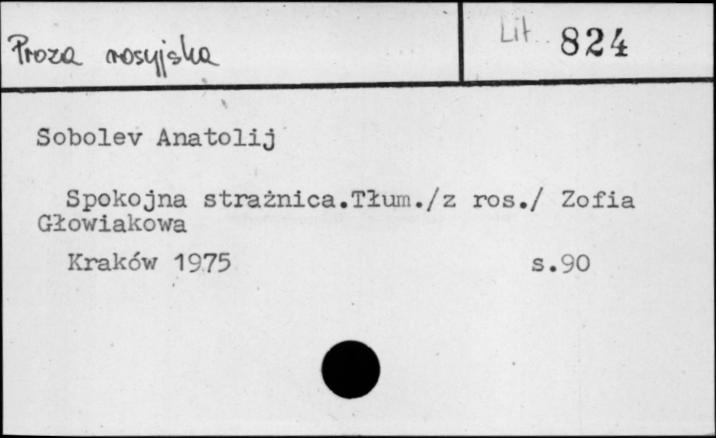 Proza rosyjska
Lit. 824
Sobolev Anatolij
Spokojna strażnica.Tłum./z ros./ Zofia
Głowiakowa
Kraków 1975 s.90